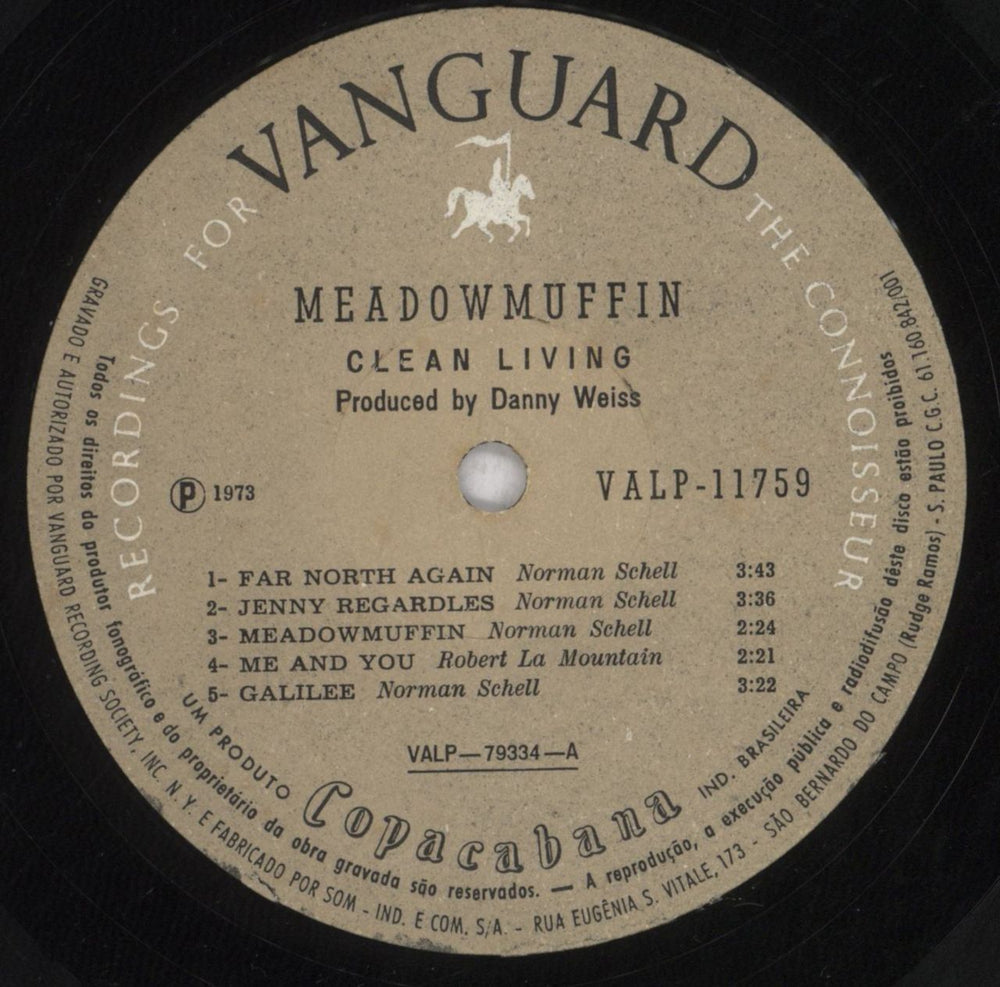 VANGUARD
RECORDINGS FOR THE CONNOISSEUR
MEADOWMUFFIN
CLEAN LIVING
Produced by Danny Weiss
P 1973
VALP-11759
1- FAR NORTH AGAIN Norman Schell 3:43
2- JENNY REGARDLES Norman Schell 3:36
3- MEADOWMUFFIN Norman Schell 2:24
4- ME AND YOU Robert La Mountain 2:21
5- GALILEE Norman Schell 3:22
VALP-79334-A
UM PRODUTO Copacabana IND. BRASILEIRA
Todos os direitos do produtor fonográfico e do proprietário da obra gravada são reservados. — A reprodução, a execução pública e radiodifusão dêste disco estão proibidos
GRAVADO E AUTORIZADO POR VANGUARD RECORDING SOCIETY, INC. N.Y. E FABRICADO POR SOM - IND. E COM. S/A. - RUA EUGÊNIA S. VITALE, 173 - SÃO BERNARDO DO CAMPO (Rudge Ramos) - S. PAULO C.G.C. 61.160.842/001